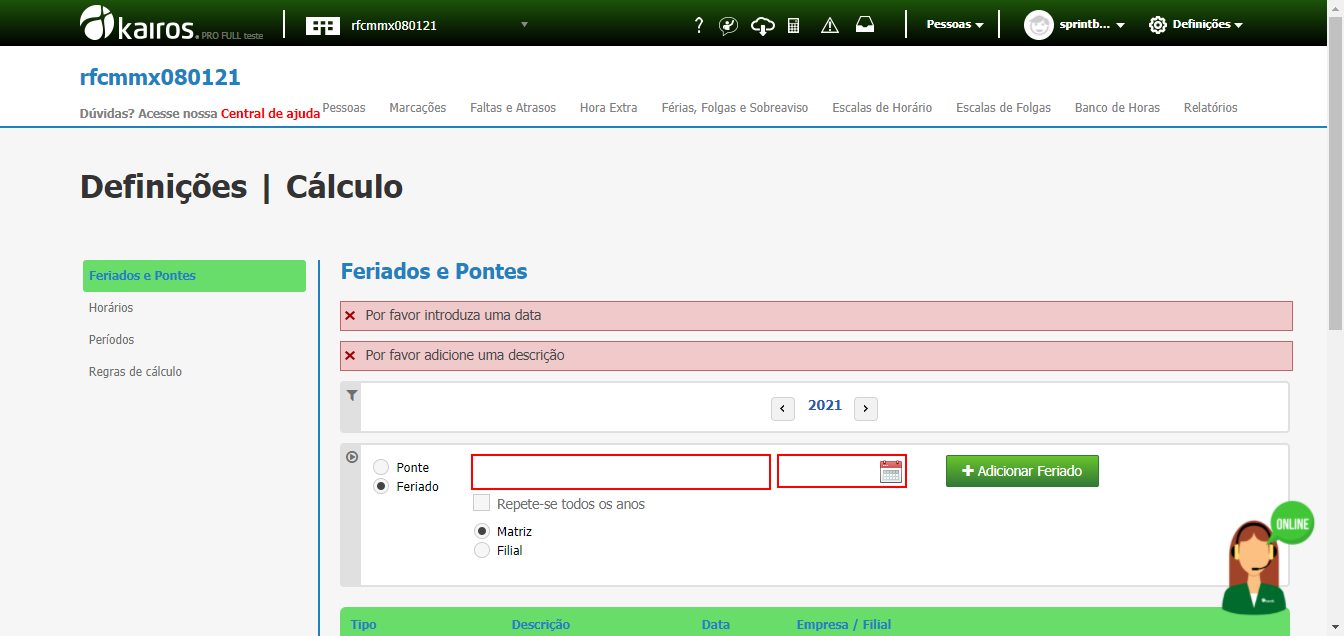 kairos. PRO FULL teste
rfcmmx080121
?
Pessoas
sprintb...
Definições
rfcmmx080121
Dúvidas? Acesse nossa Central de ajuda
Pessoas Marcações Faltas e Atrasos Hora Extra Férias, Folgas e Sobreaviso Escalas de Horário Escalas de Folgas Banco de Horas Relatórios
Definições | Cálculo
Feriados e Pontes
Horários
Períodos
Regras de cálculo
Feriados e Pontes
Por favor introduza uma data
Por favor adicione uma descrição
2021
Ponte
Feriado
Adicionar Feriado
Repete-se todos os anos
Matriz
Filial
ONLINE
Tipo Descrição Data Empresa / Filial